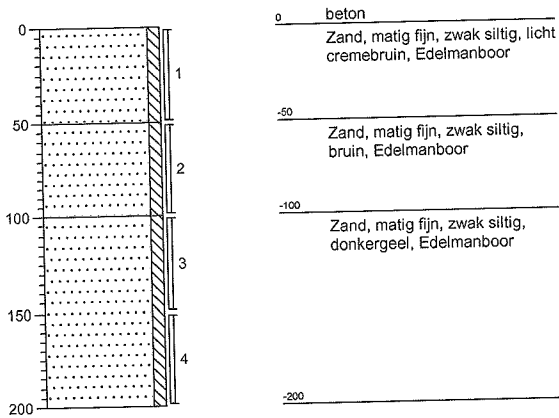 0
50
100
150
200
1
2
3
4
beton
0
Zand, matig fijn, zwak siltig, licht
cremebruin, Edelmanboor
-50
Zand, matig fijn, zwak siltig,
bruin, Edelmanboor
-100
Zand, matig fijn, zwak siltig,
donkergeel, Edelmanboor
-200